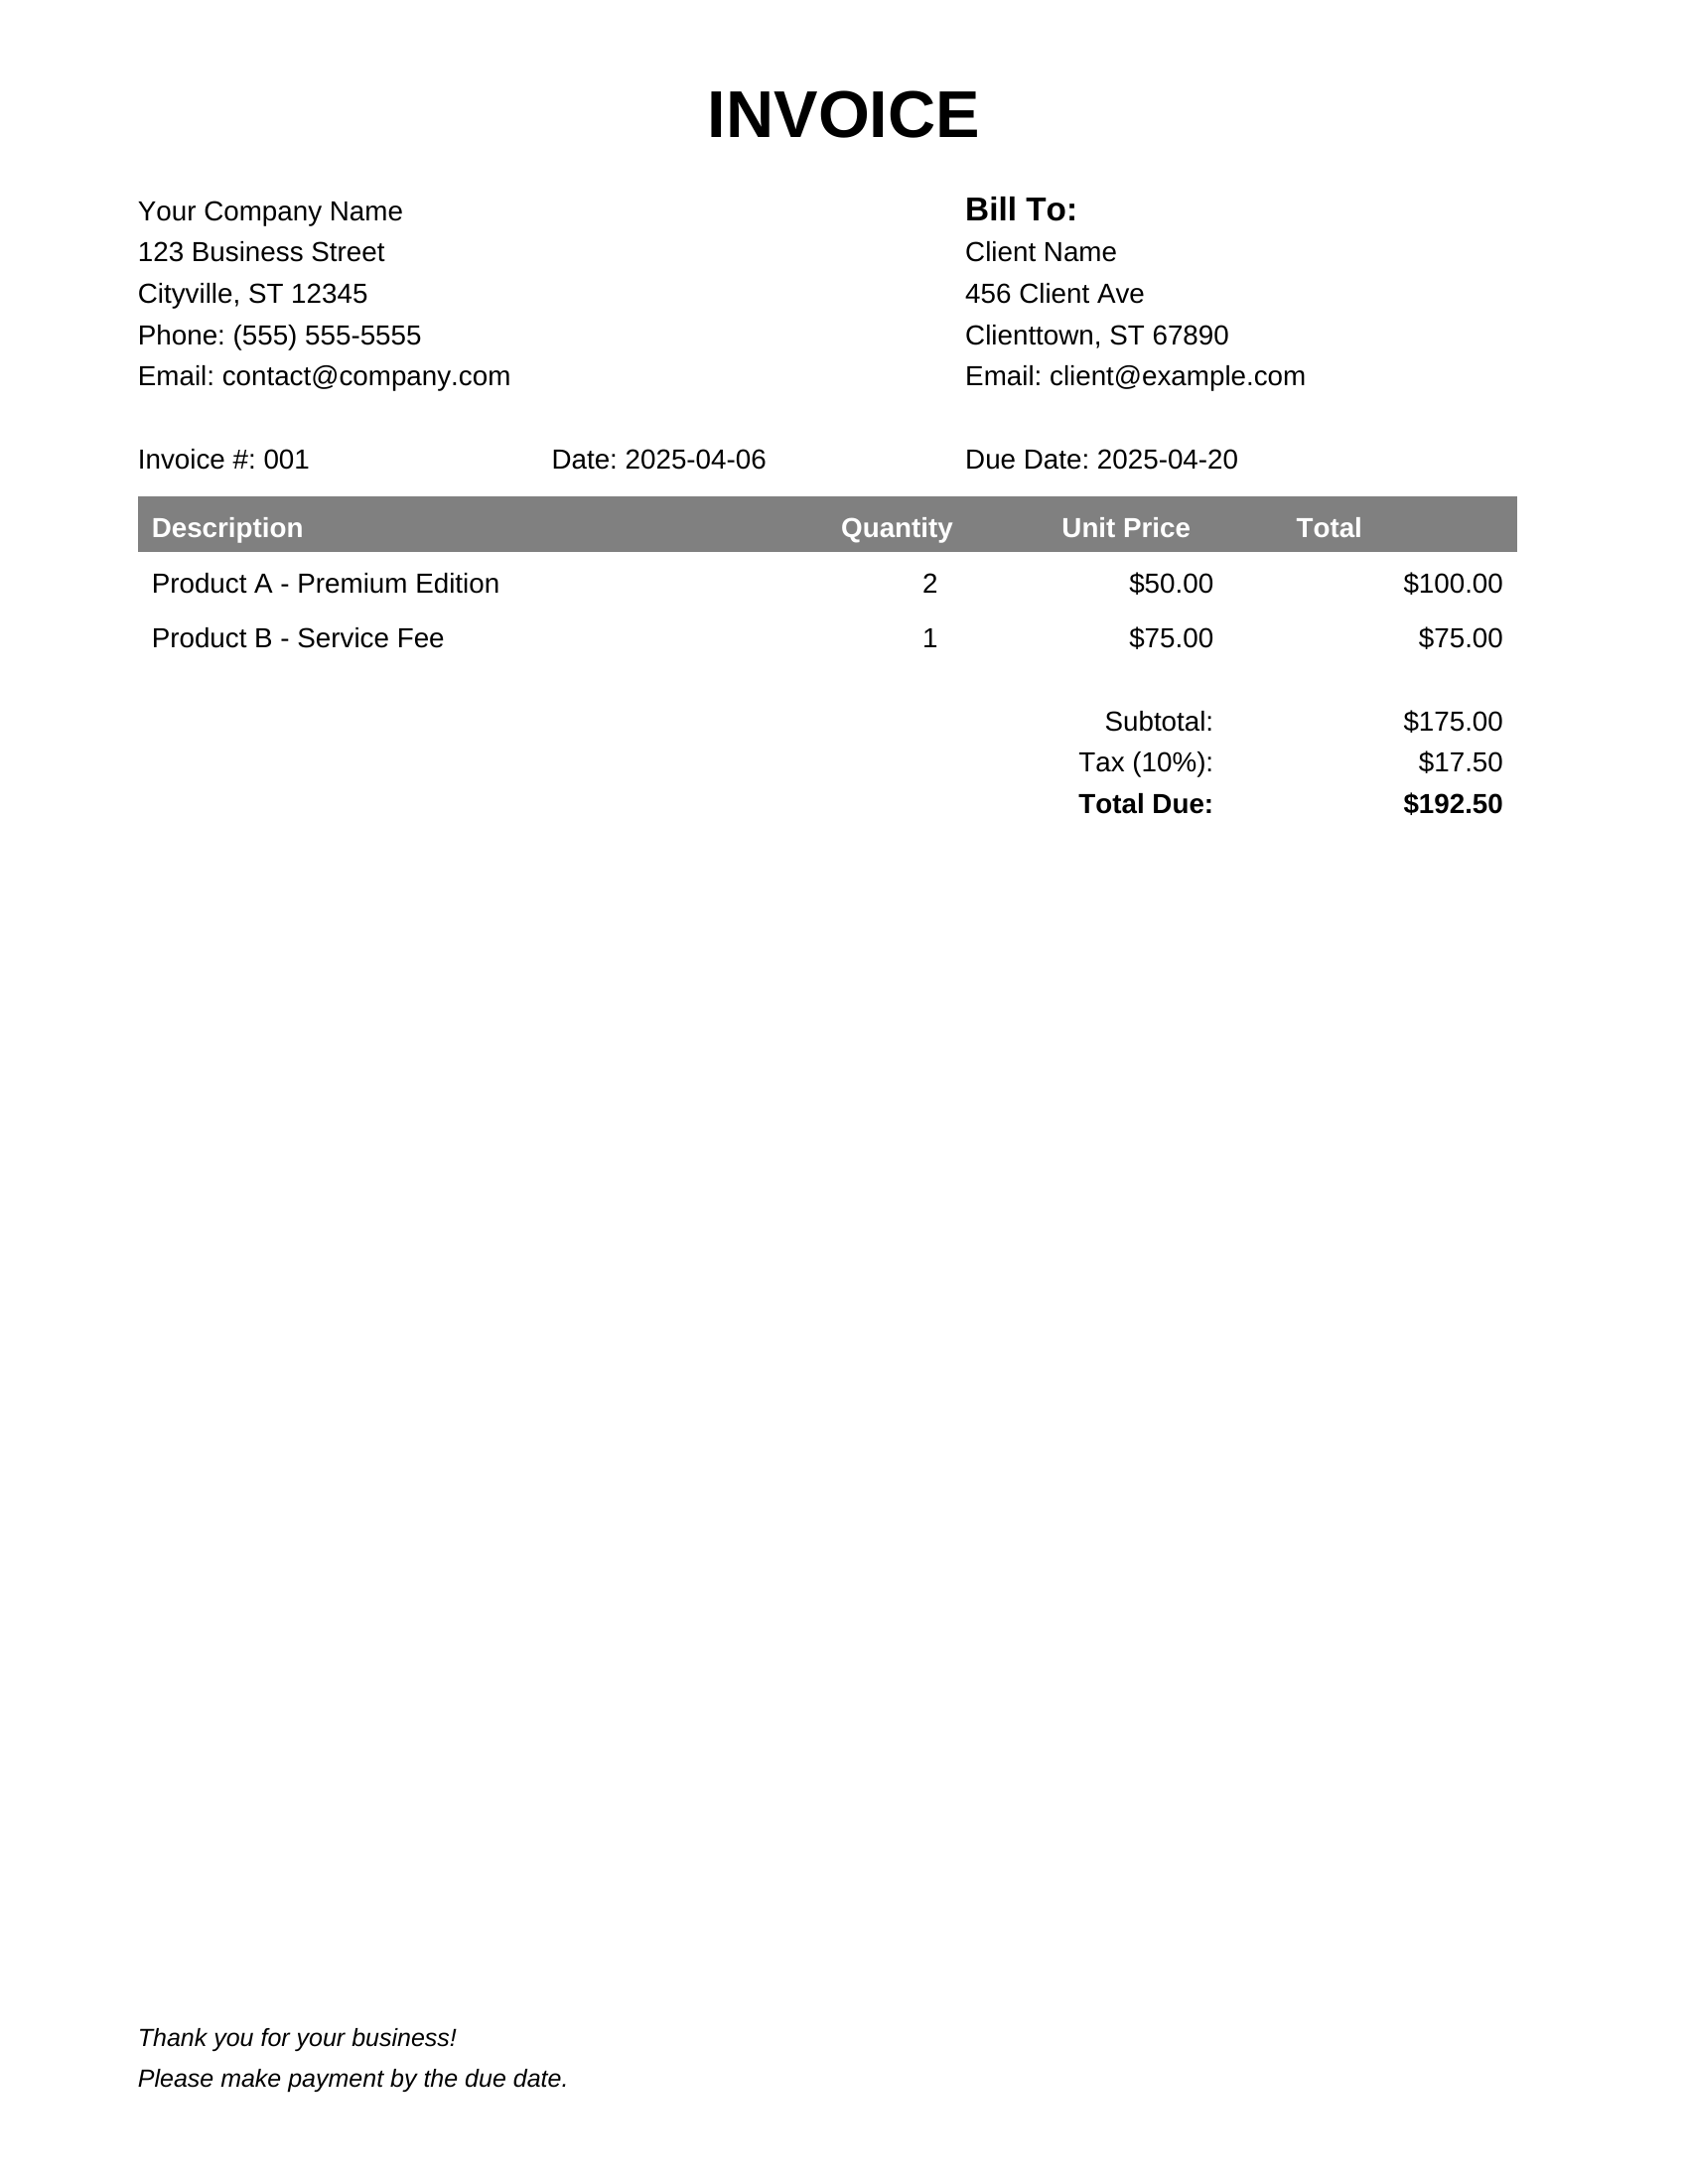 INVOICE
Your Company Name
123 Business Street
Cityville, ST 12345
Phone: (555) 555-5555
Email: contact@company.com
Bill To:
Client Name
456 Client Ave
Clienttown, ST 67890
Email: client@example.com
Invoice #: 001 Date: 2025-04-06 Due Date: 2025-04-20
Description Quantity Unit Price Total
Product A - Premium Edition 2 $50.00 $100.00
Product B - Service Fee 1 $75.00 $75.00
Subtotal: $175.00
Tax (10%): $17.50
Total Due: $192.50
Thank you for your business!
Please make payment by the due date.